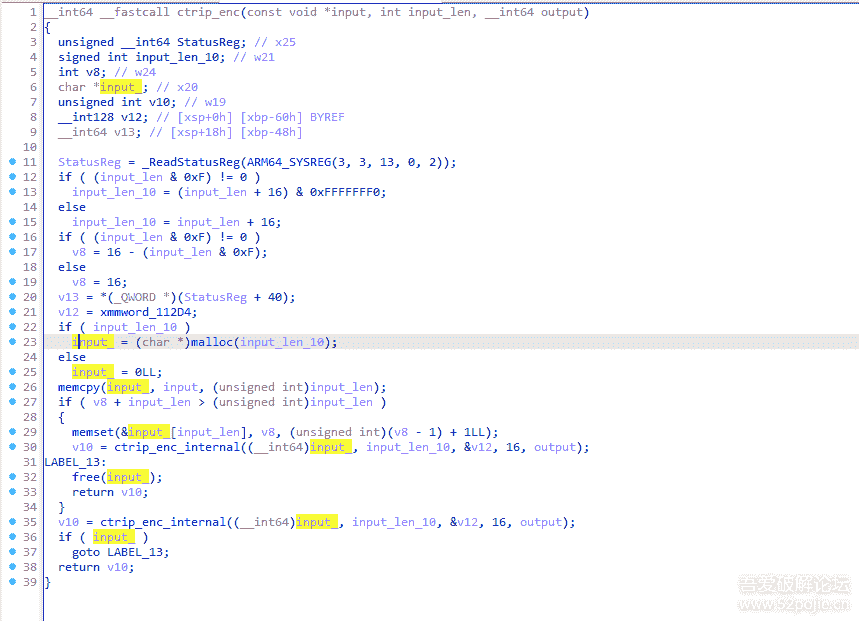 1 __int64 __fastcall ctrip_enc(const void *input, int input_len, __int64 output)
2 {
3 unsigned __int64 StatusReg; // x25
4 signed int input_len_10; // w21
5 int v8; // w24
6 char *input_; // x20
7 unsigned int v10; // w19
8 __int128 v12; // [xsp+0h] [xbp-60h] BYREF
9 __int64 v13; // [xsp+18h] [xbp-48h]
10
11 StatusReg = _ReadStatusReg(ARM64_SYSREG(3, 3, 13, 0, 2));
12 if ( (input_len & 0xF) != 0 )
13 input_len_10 = (input_len + 16) & 0xFFFFFFF0;
14 else
15 input_len_10 = input_len + 16;
16 if ( (input_len & 0xF) != 0 )
17 v8 = 16 - (input_len & 0xF);
18 else
19 v8 = 16;
20 v13 = *(_QWORD *)(StatusReg + 40);
21 v12 = xmmword_112D4;
22 if ( input_len_10 )
23 input_ = (char *)malloc(input_len_10);
24 else
25 input_ = 0LL;
26 memcpy(input_, input, (unsigned int)input_len);
27 if ( v8 + input_len > (unsigned int)input_len )
28 {
29 memset(&input_[input_len], v8, (unsigned int)(v8 - 1) + 1LL);
30 v10 = ctrip_enc_internal((__int64)input_, input_len_10, &v12, 16, output);
31 LABEL_13:
32 free(input_);
33 return v10;
34 }
35 v10 = ctrip_enc_internal((__int64)input_, input_len_10, &v12, 16, output);
36 if ( input_ )
37 goto LABEL_13;
38 return v10;
39 }
吾爱破解论坛
www.52pojie.cn